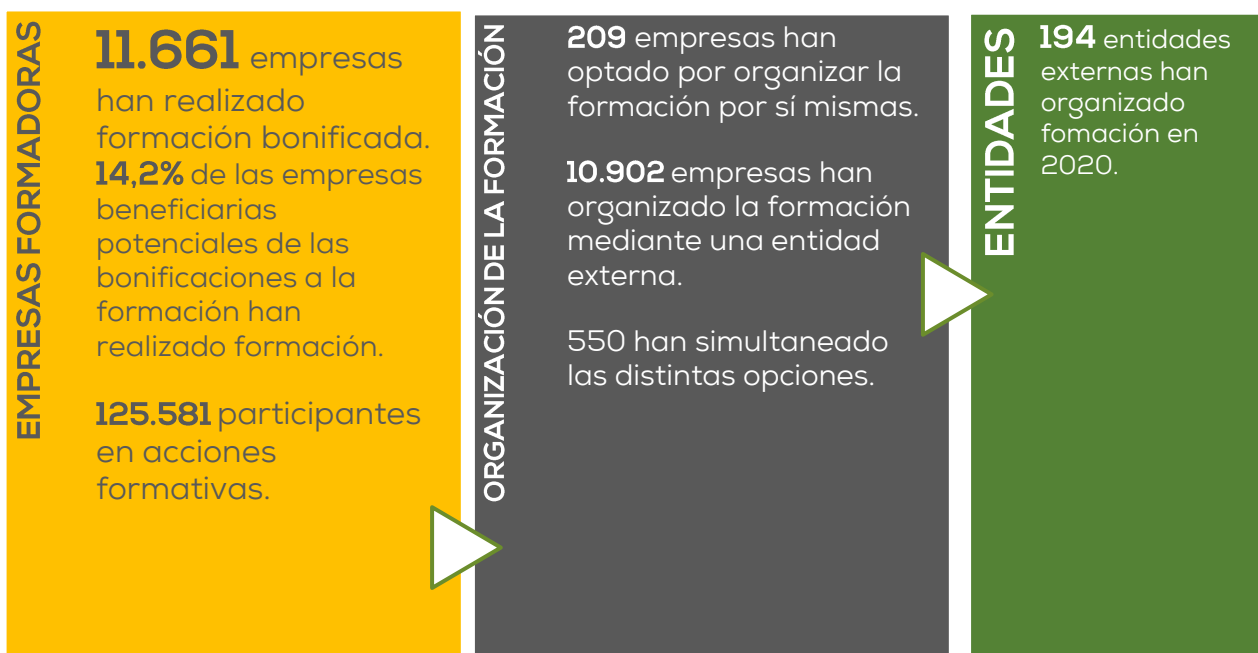 EMPRESAS FORMADORAS
11.661 empresas
han realizado
formación bonificada.
14,2% de las empresas
beneficiarias
potenciales de las
bonificaciones a la
formación han
realizado formación.
125.581 participantes
en acciones
formativas.
ORGANIZACIÓN DE LA FORMACIÓN
209 empresas han
optado por organizar la
formación por sí mismas.
10.902 empresas han
organizado la formación
mediante una entidad
externa.
550 han simultaneado
las distintas opciones.
ENTIDADES
194 entidades
externas han
organizado
fomación en
2020.